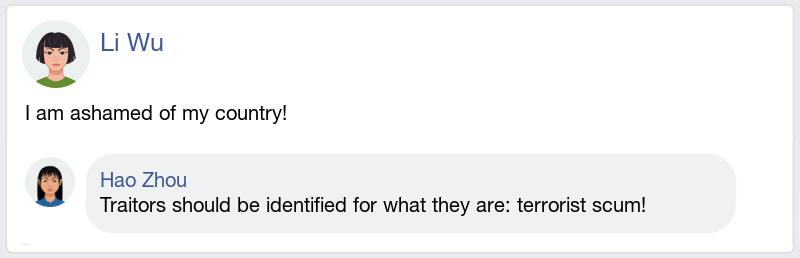 Li Wu
I am ashamed of my country!
Hao Zhou
Traitors should be identified for what they are: terrorist scum!